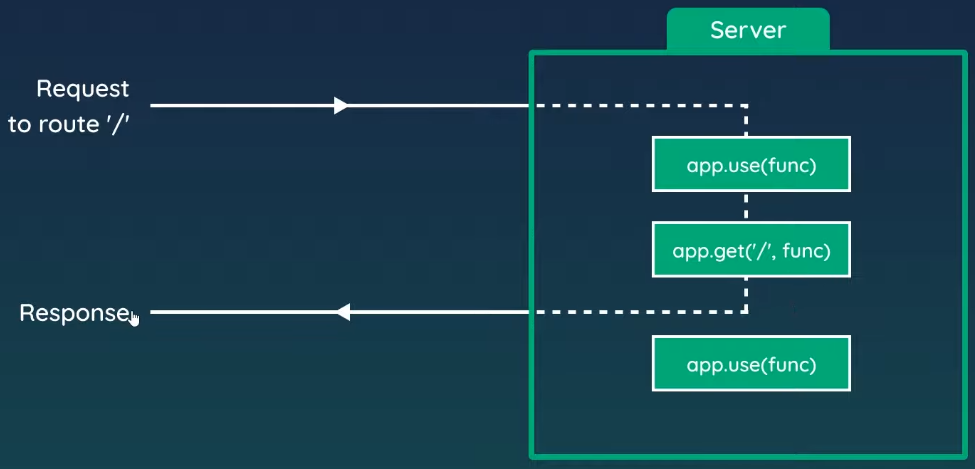 Server
Request
to route '/'
app.use(func)
app.get('/', func)
Response
app.use(func)